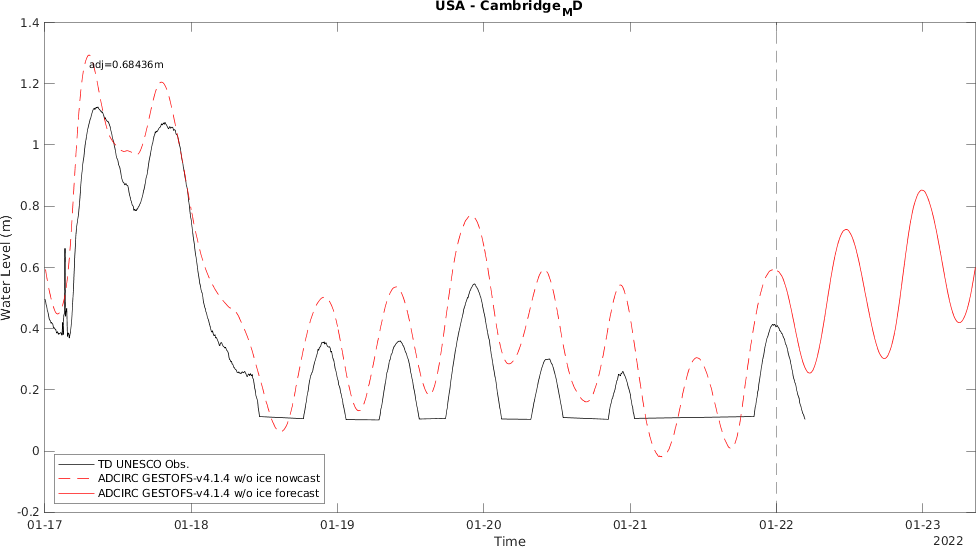 USA - Cambridge_MD
1.4
1.2
1
0.8
0.6
0.4
0.2
0
-0.2
Water Level (m)
adj=0.68436m
TD UNESCO Obs.
ADCIRC GESTOFS-v4.1.4 w/o ice nowcast
ADCIRC GESTOFS-v4.1.4 w/o ice forecast
01-17 01-18 01-19 01-20 01-21 01-22 01-23
Time
2022